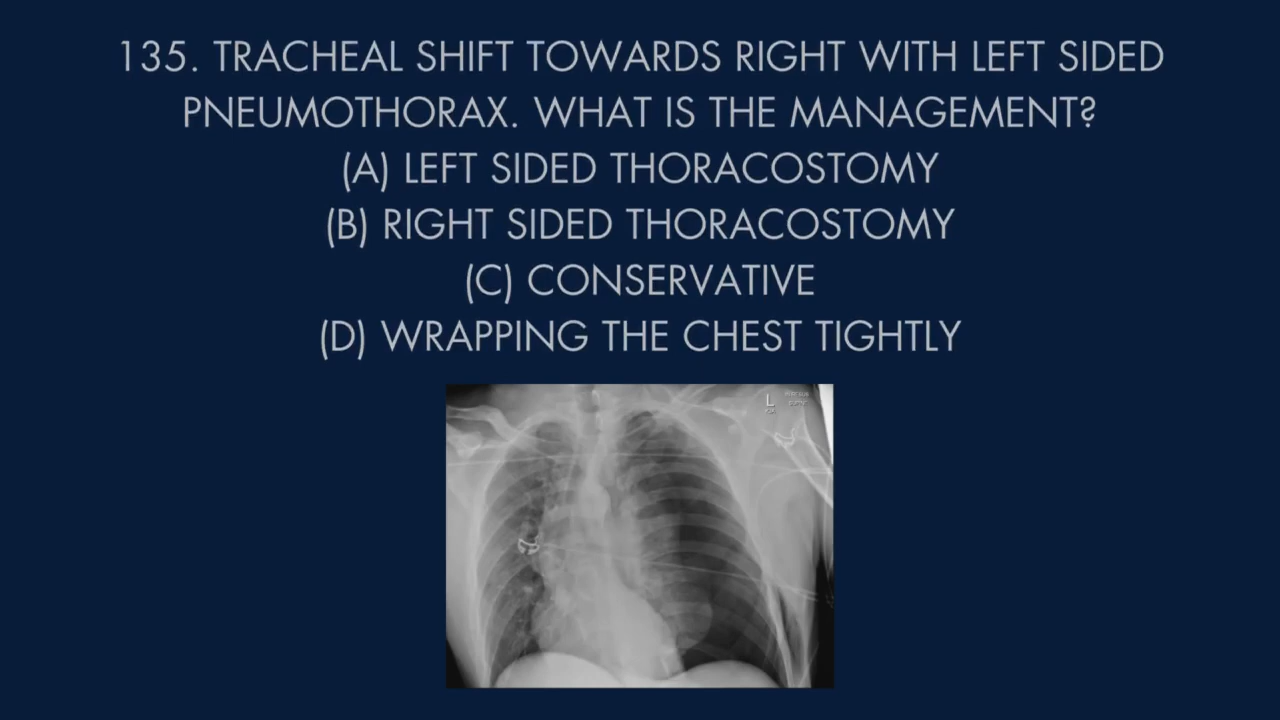 135. TRACHEAL SHIFT TOWARDS RIGHT WITH LEFT SIDED
PNEUMOTHORAX. WHAT IS THE MANAGEMENT?
(A) LEFT SIDED THORACOSTOMY
(B) RIGHT SIDED THORACOSTOMY
(C) CONSERVATIVE
(D) WRAPPING THE CHEST TIGHTLY
L